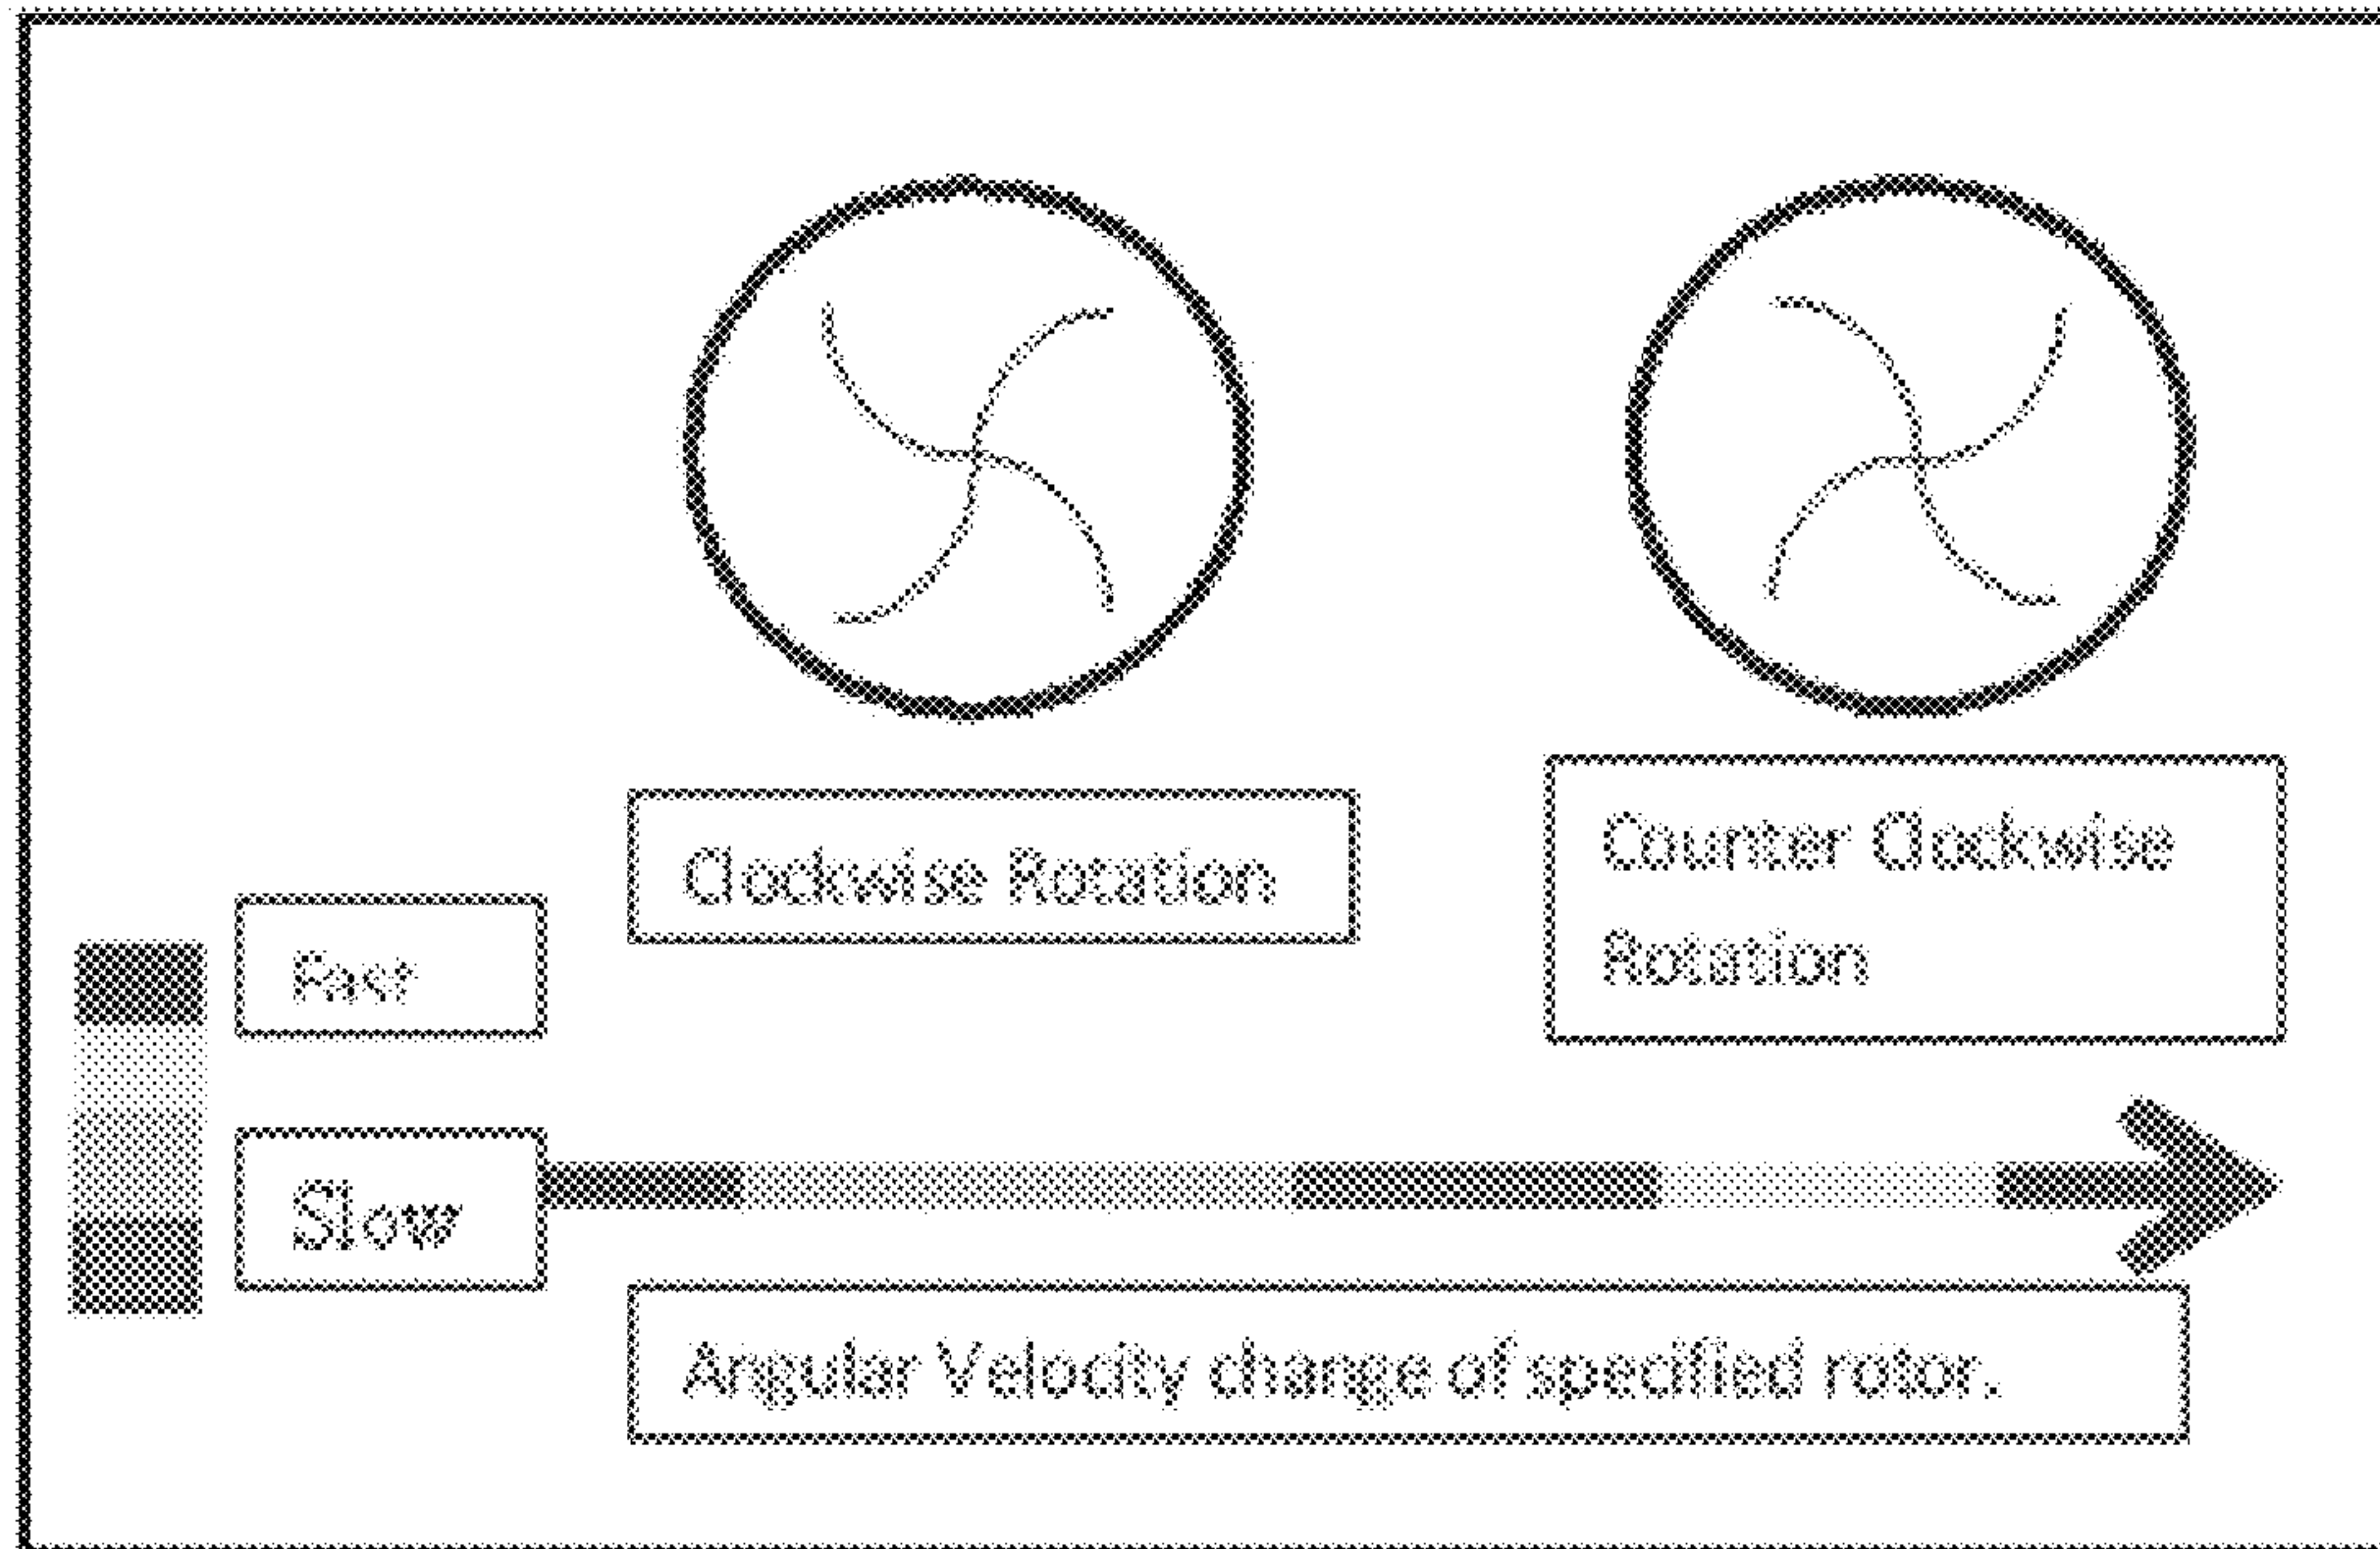 Clockwise Rotation
Counter Clockwise
Rotation
Fast
Slow
Angular Velocity change of specified rotor.